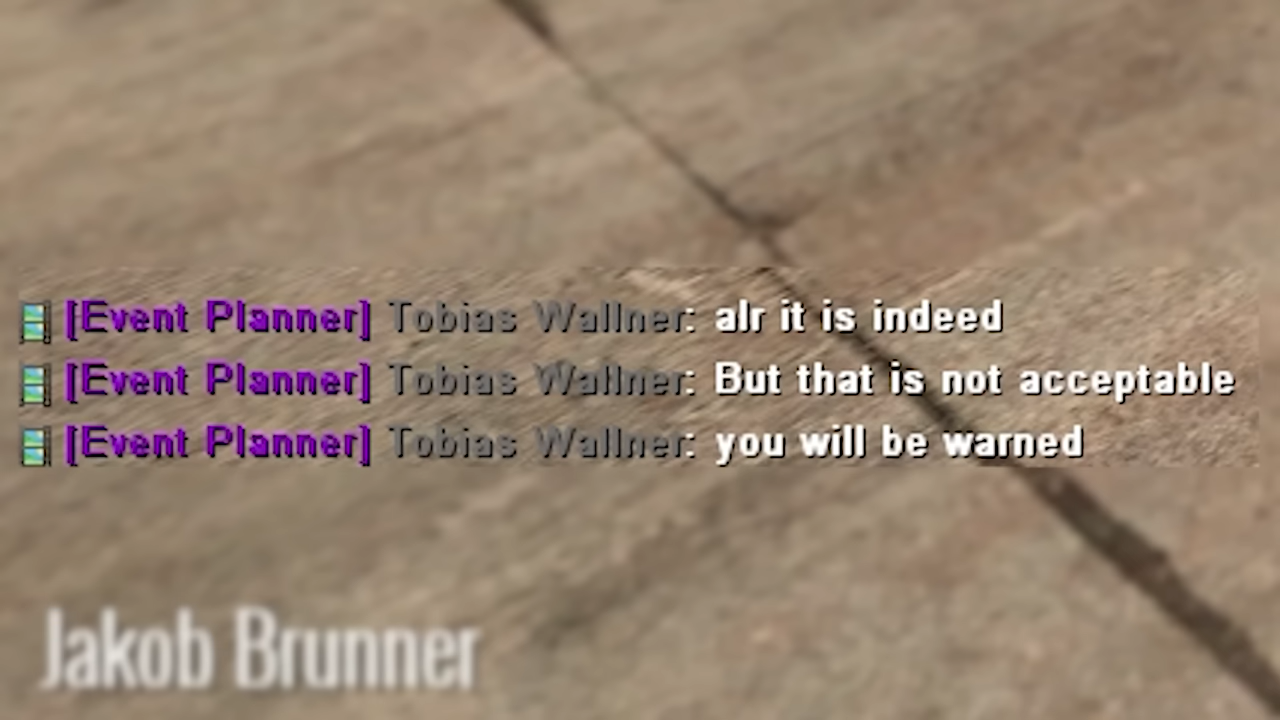 [Event Planner] Tobias Wallner: alr it is indeed
[Event Planner] Tobias Wallner: But that is not acceptable
[Event Planner] Tobias Wallner: you will be warned
Jakob Brunner